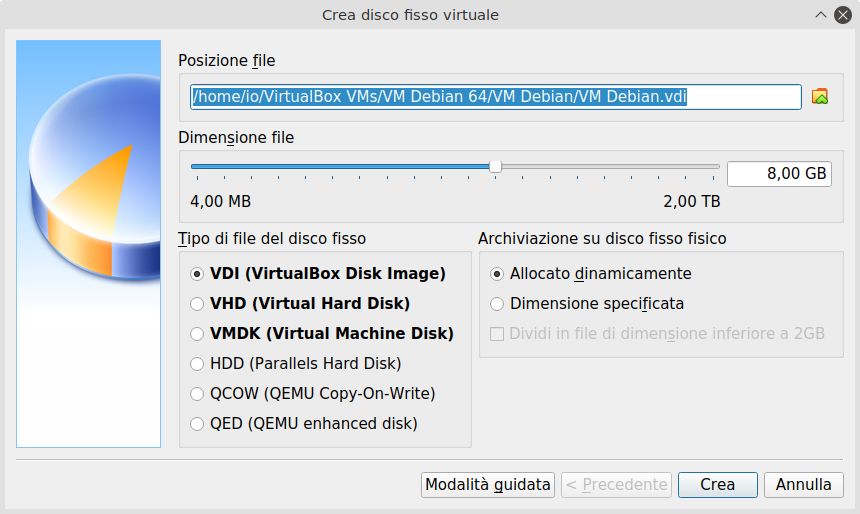 Crea disco fisso virtuale
Posizione file
/home/io/VirtualBox VMs/VM Debian 64/VM Debian/VM Debian.vdi
Dimensione file
8,00 GB
4,00 MB
2,00 TB
Tipo di file del disco fisso
VDI (VirtualBox Disk Image)
VHD (Virtual Hard Disk)
VMDK (Virtual Machine Disk)
HDD (Parallels Hard Disk)
QCOW (QEMU Copy-On-Write)
QED (QEMU enhanced disk)
Archiviazione su disco fisso fisico
Allocato dinamicamente
Dimensione specificata
Dividi in file di dimensione inferiore a 2GB
Modalità guidata
< Precedente
Crea
Annulla